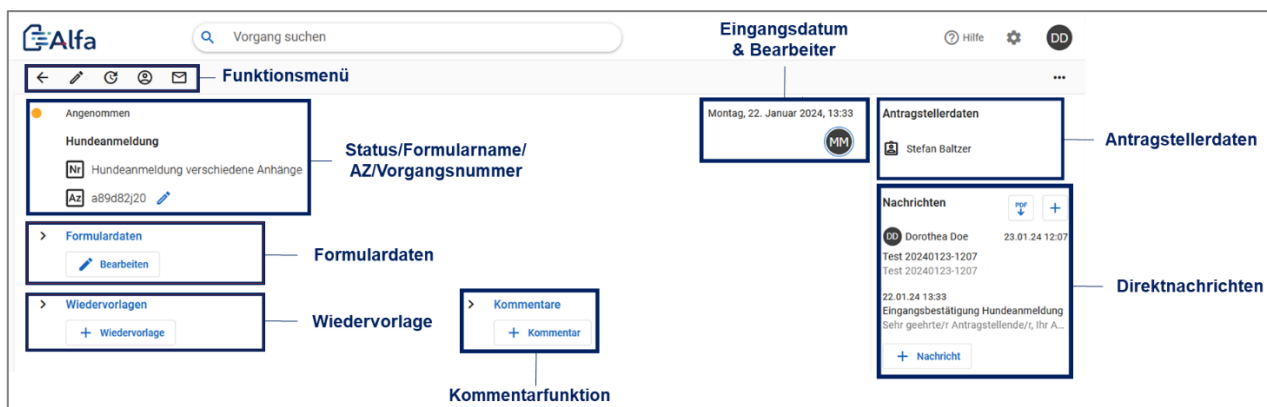 Alfa
Vorgang suchen
Eingangsdatum
& Bearbeiter
Hilfe
DD
Funktionsmenü
Angenommen
Hundeanmeldung
Nr Hundeanmeldung verschiedene Anhänge
Az a89d82j20
Status/Formularname/
AZ/Vorgangsnummer
Montag, 22. Januar 2024, 13:33
MM
Antragstellerdaten
Stefan Baltzer
Antragstellerdaten
Formulardaten
Bearbeiten
Formulardaten
Wiedervorlagen
+ Wiedervorlage
Wiedervorlage
Kommentare
+ Kommentar
Kommentarfunktion
Nachrichten
PDF
+
DD Dorothea Doe 23.01.24 12:07
Test 20240123-1207
Test 20240123-1207
22.01.24 13:33
Eingangsbestätigung Hundeanmeldung
Sehr geehrte/r Antragstellende/r, Ihr A...
+ Nachricht
Direktnachrichten